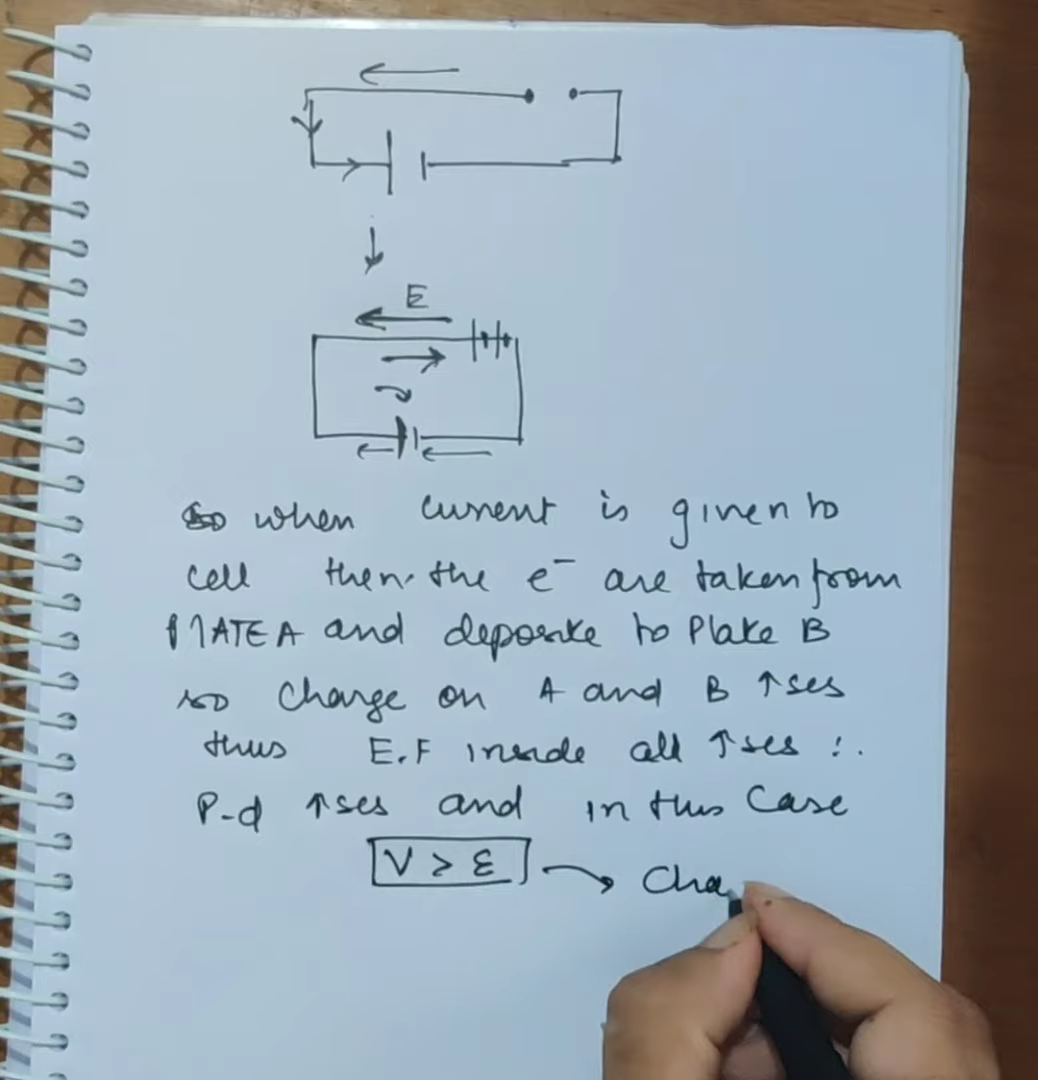 E
so when current is given to
cell then the e⁻ are taken from
PLATE A and deposite to Plate B
so charge on A and B ↑ses
thus E.F inside all ↑ses ∴
P.d ↑ses and in this case
V > ℰ → Cha